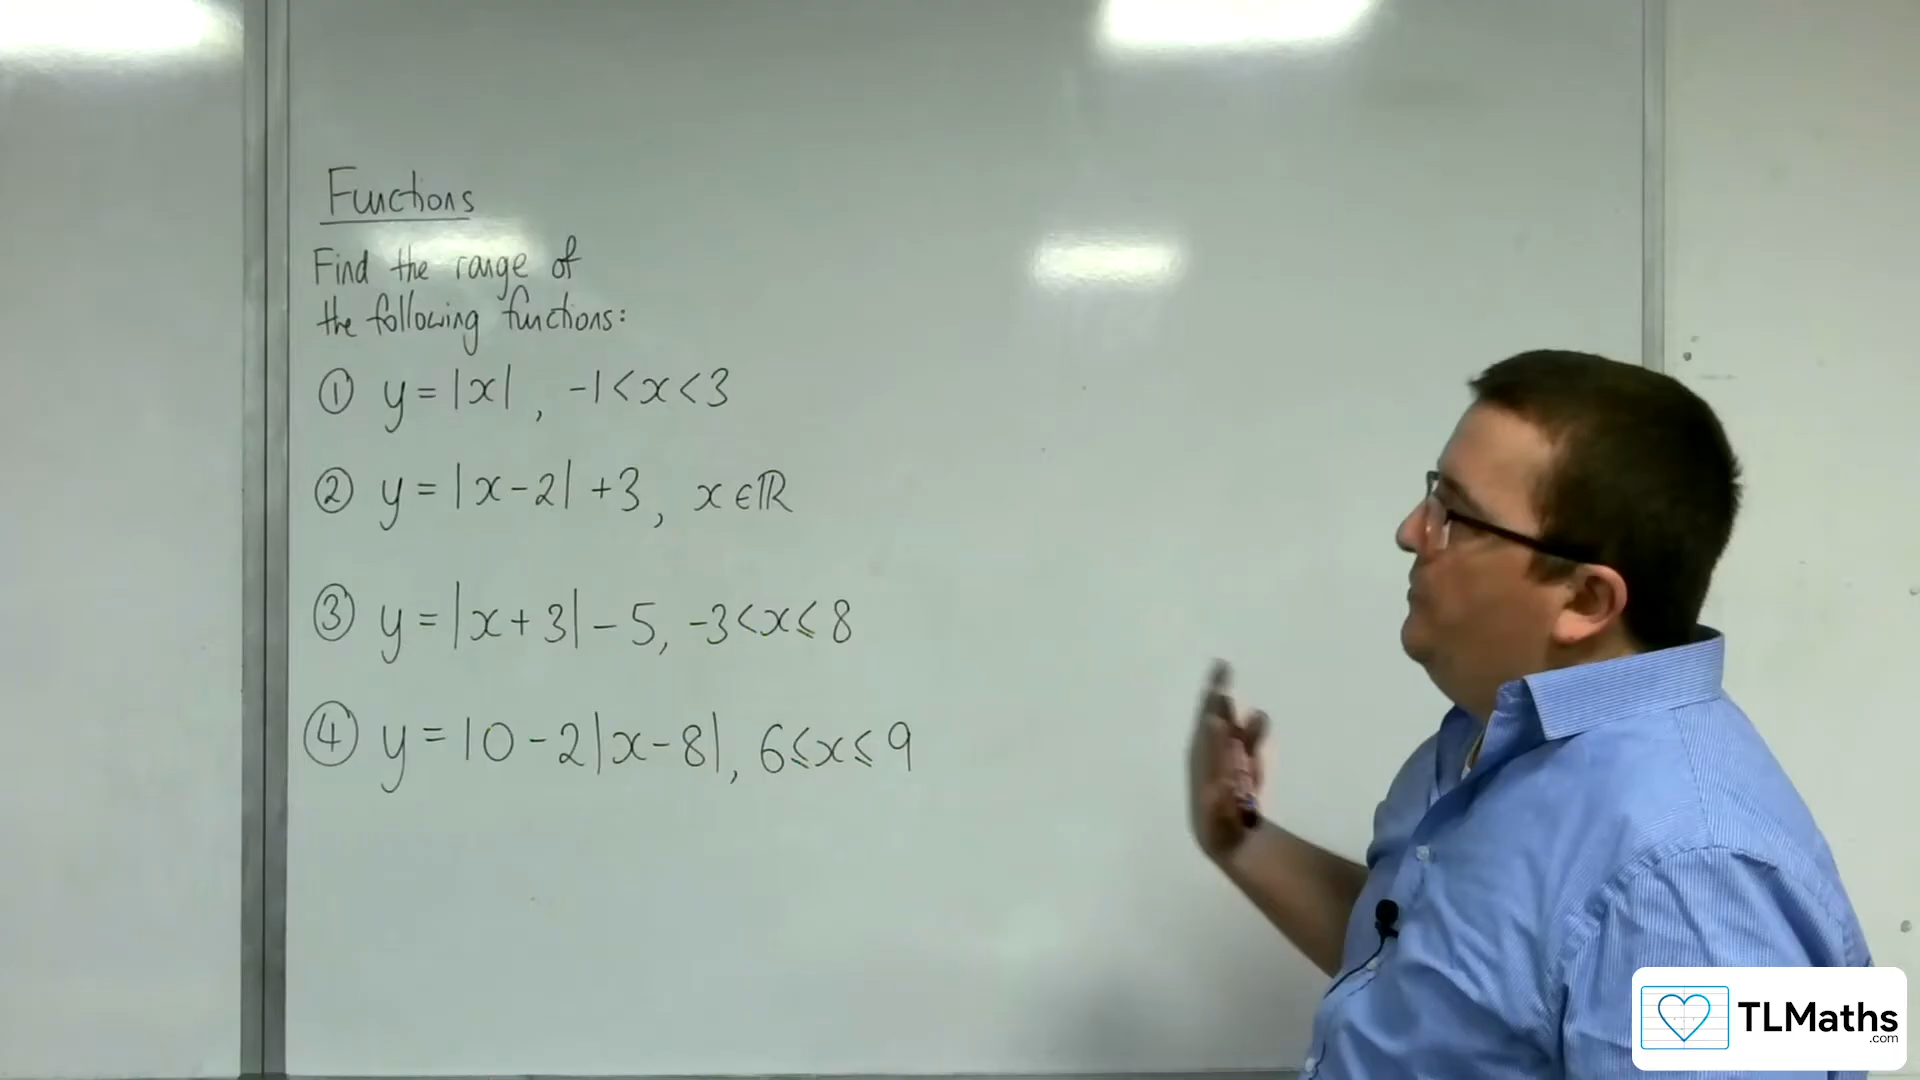 Functions
Find the range of
the following functions:
① y = |x| , -1 < x < 3
② y = |x - 2| + 3 , x ∈ ℝ
③ y = |x + 3| - 5, -3 < x ⩽ 8
④ y = 10 - 2|x - 8| , 6 ⩽ x ⩽ 9
TLMaths
.com